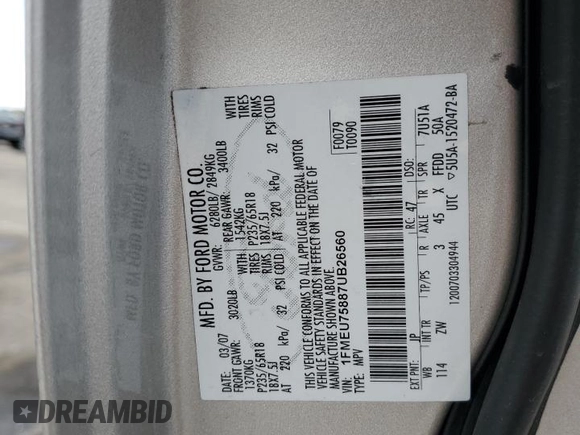 MFD. BY FORD MOTOR CO.
03/07
GVWR: 6280LB/ 2849KG
FRONT GAWR: 3020LB
REAR GAWR: 3400LB
1370KG WITH
1542KG WITH
P235/65R18 TIRES
P235/65R18 TIRES
18X7.5J RIMS
18X7.5J RIMS
AT 220 kPa/ 32 PSI COLD
AT 220 kPa/ 32 PSI COLD
THIS VEHICLE CONFORMS TO ALL APPLICABLE FEDERAL MOTOR
VEHICLE SAFETY STANDARDS IN EFFECT ON THE DATE OF
MANUFACTURE SHOWN ABOVE.
VIN: 1FMEU75887UB26560
TYPE: MPV
F0079
T0090
EXT PNT: JP
RC: 47
DSO:
WB INT TR TP/PS R AXLE TR SPR
7U51A
114 ZW 3 45 X FFDD 50A
1200703304944
UTC ▽5U5A-1520472-BA
DREAMBID